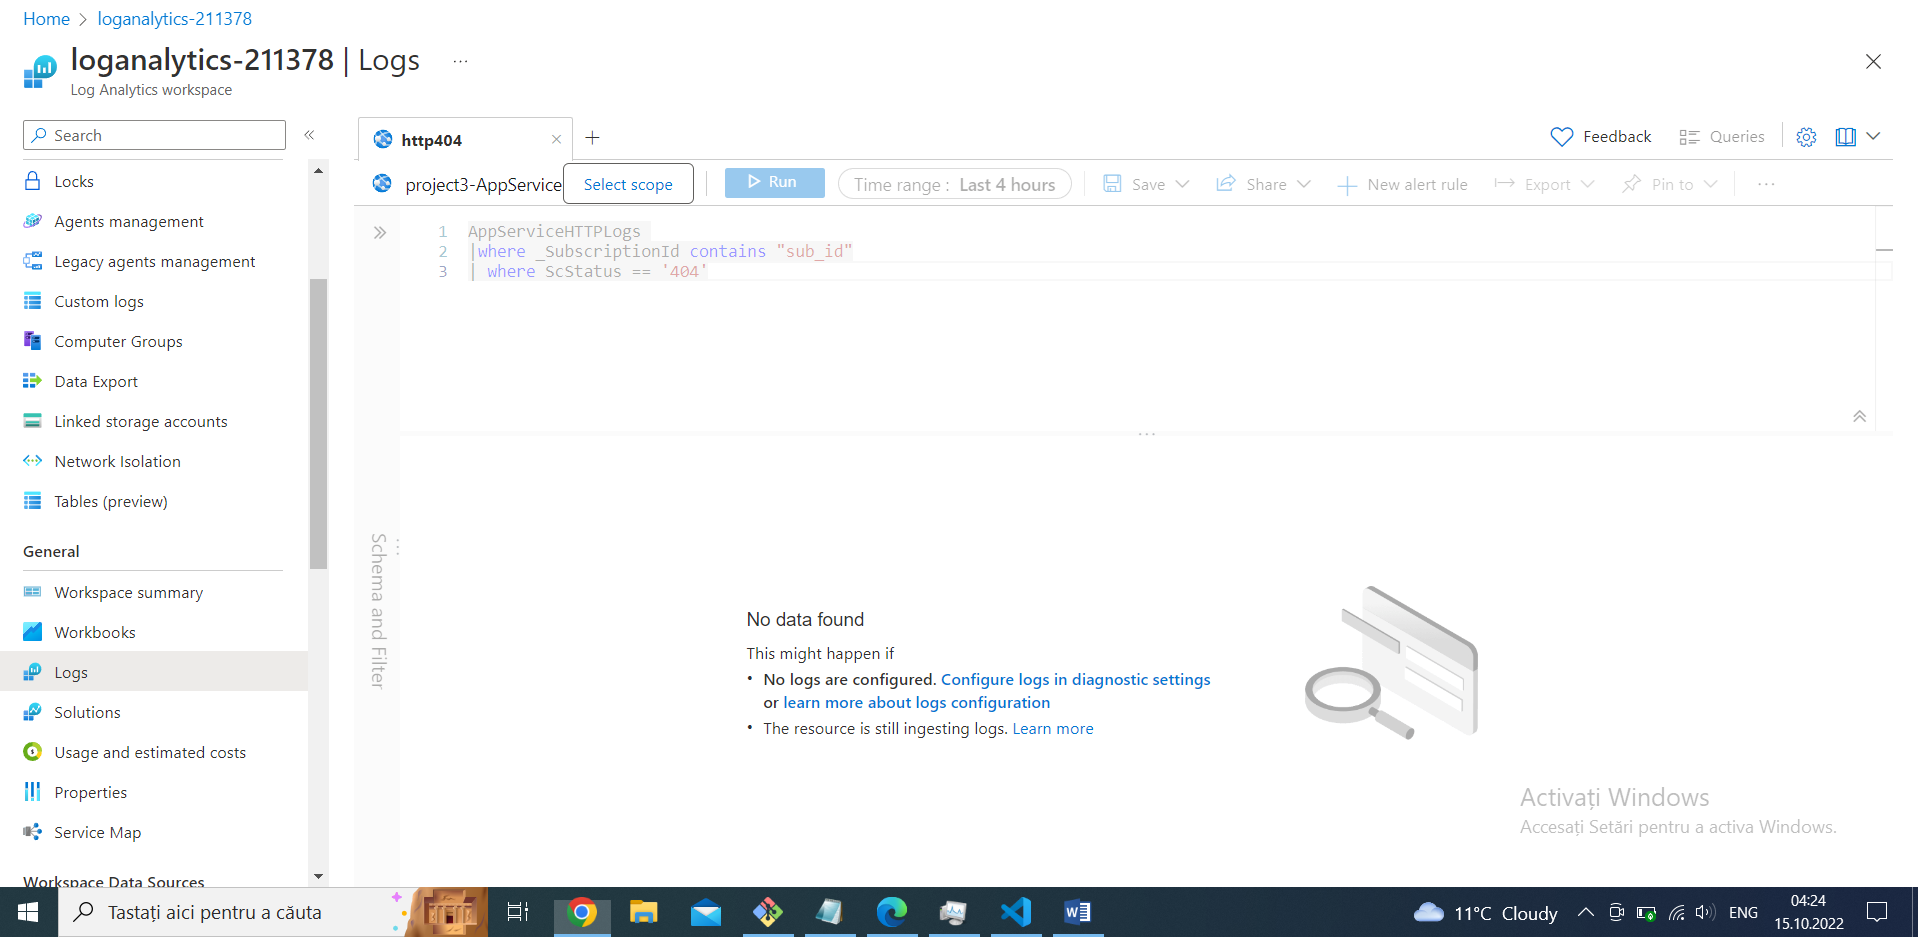 Home > loganalytics-211378
loganalytics-211378 | Logs ...
Log Analytics workspace
Search
«
Locks
Agents management
Legacy agents management
Custom logs
Computer Groups
Data Export
Linked storage accounts
Network Isolation
Tables (preview)
General
Workspace summary
Workbooks
Logs
Solutions
Usage and estimated costs
Properties
Service Map
Workspace Data Sources
http404
Feedback
Queries
project3-AppService
Select scope
Run
Time range : Last 4 hours
Save
Share
New alert rule
Export
Pin to
...
1 AppServiceHTTPLogs
2 |where _SubscriptionId contains "sub_id"
3 | where ScStatus == '404'
Schema and Filter
No data found
This might happen if
• No logs are configured. Configure logs in diagnostic settings
or learn more about logs configuration
• The resource is still ingesting logs. Learn more
Activați Windows
Accesați Setări pentru a activa Windows.
Tastați aici pentru a căuta
11°C Cloudy
ENG
04:24
15.10.2022